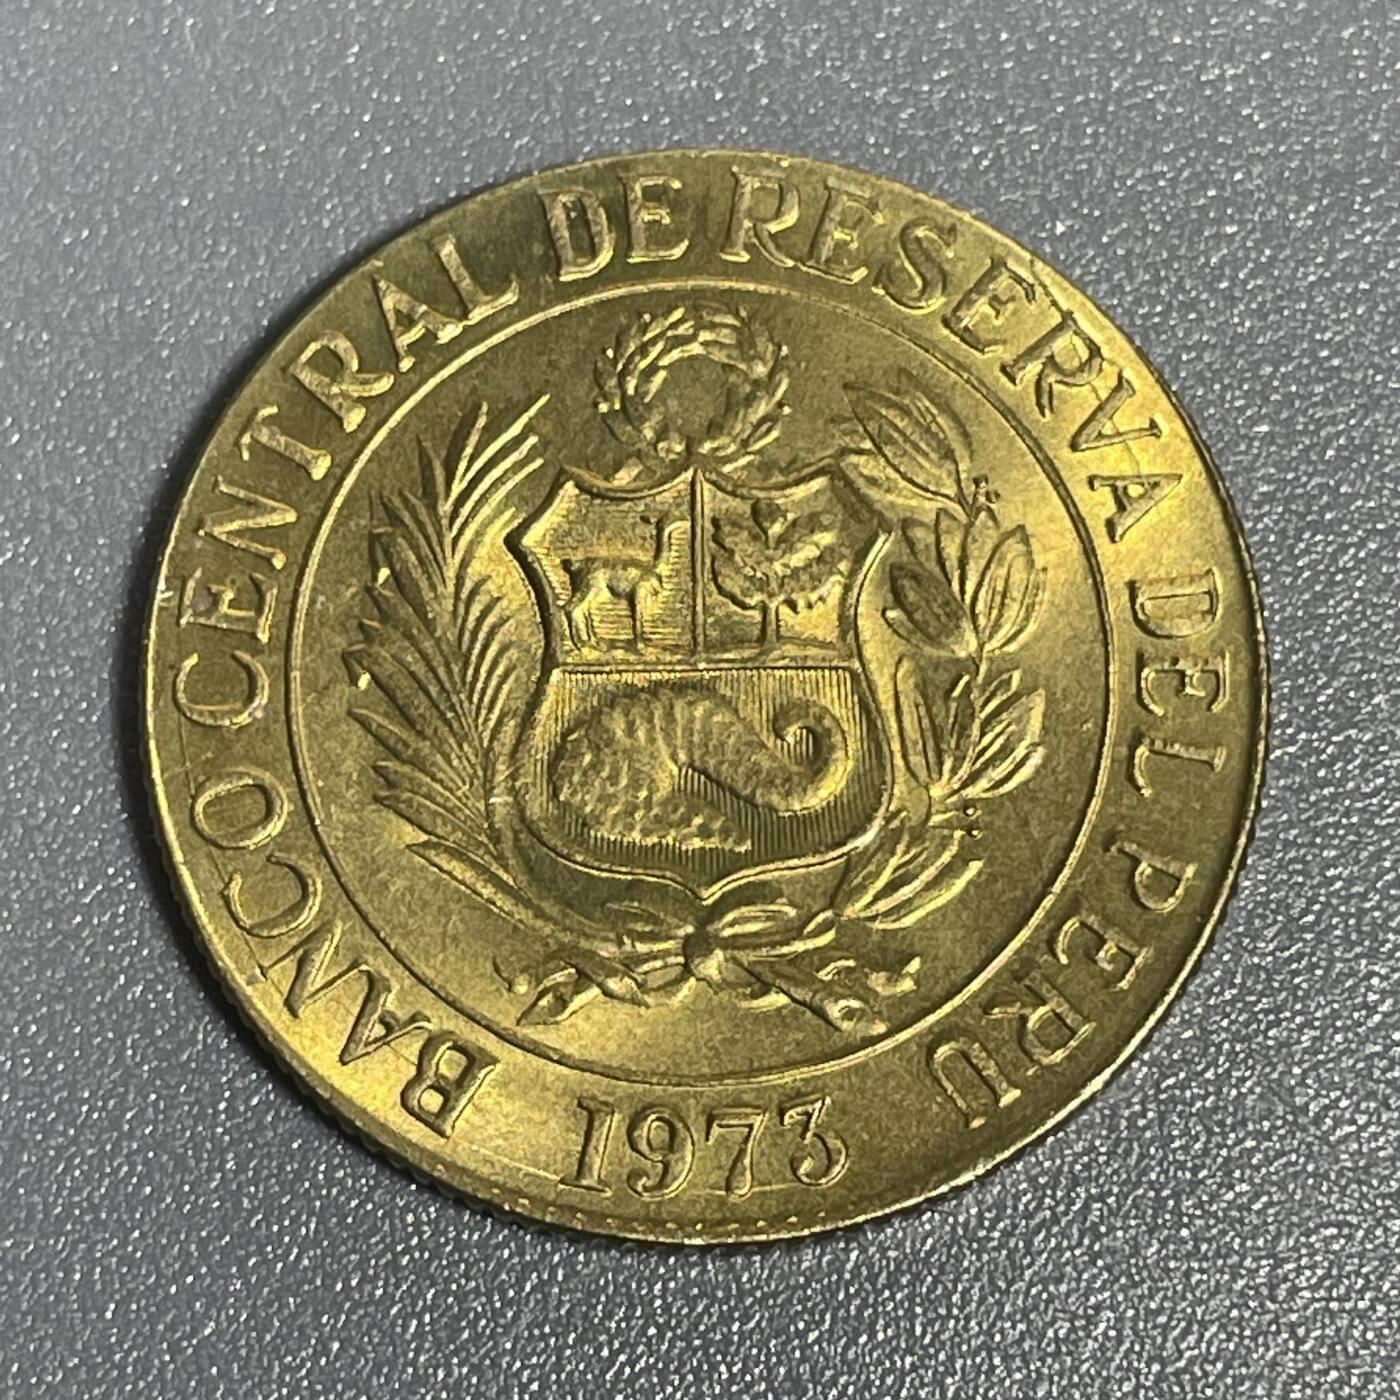 BANCO CENTRAL DE RESERVA DEL PERU
1973